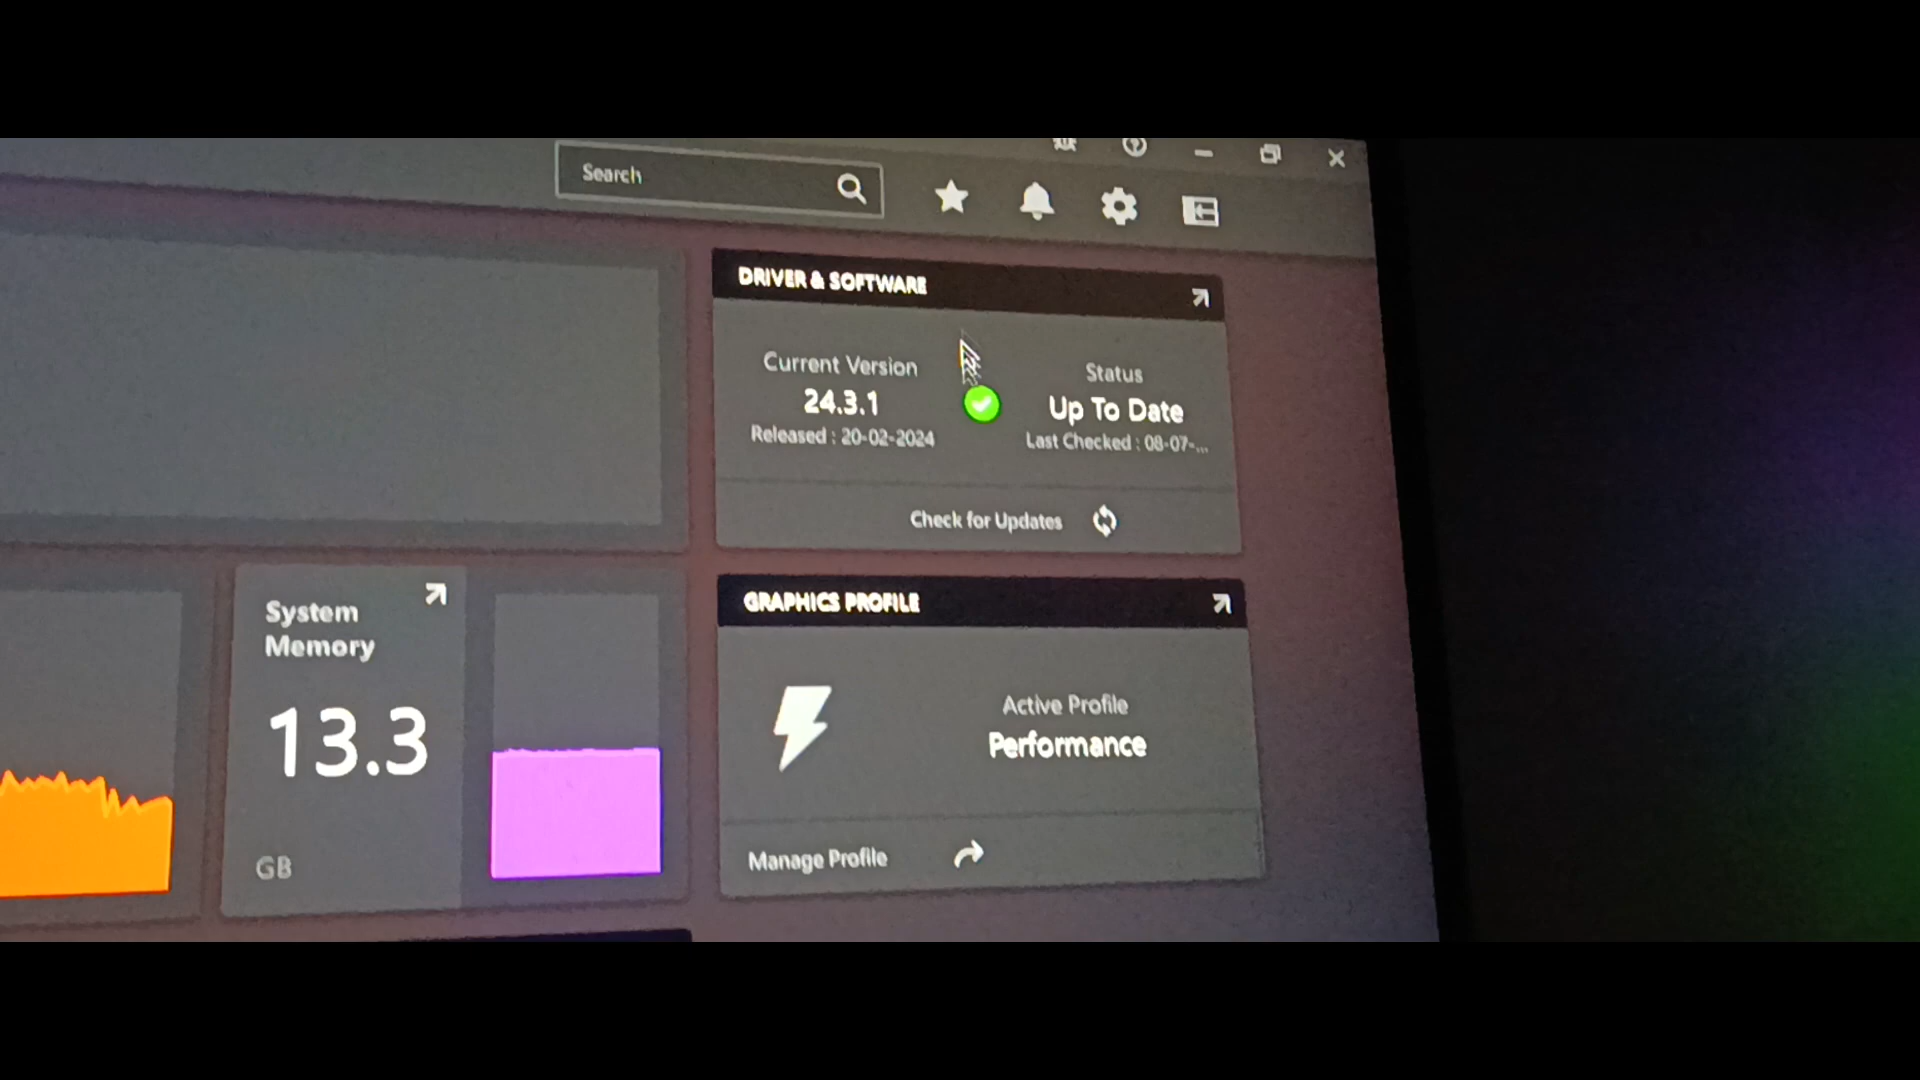 Search
DRIVER & SOFTWARE
Current Version
24.3.1
Released : 20-02-2024
Status
Up To Date
Last Checked : 08-07-...
Check for Updates
System
Memory
13.3
GB
GRAPHICS PROFILE
Active Profile
Performance
Manage Profile